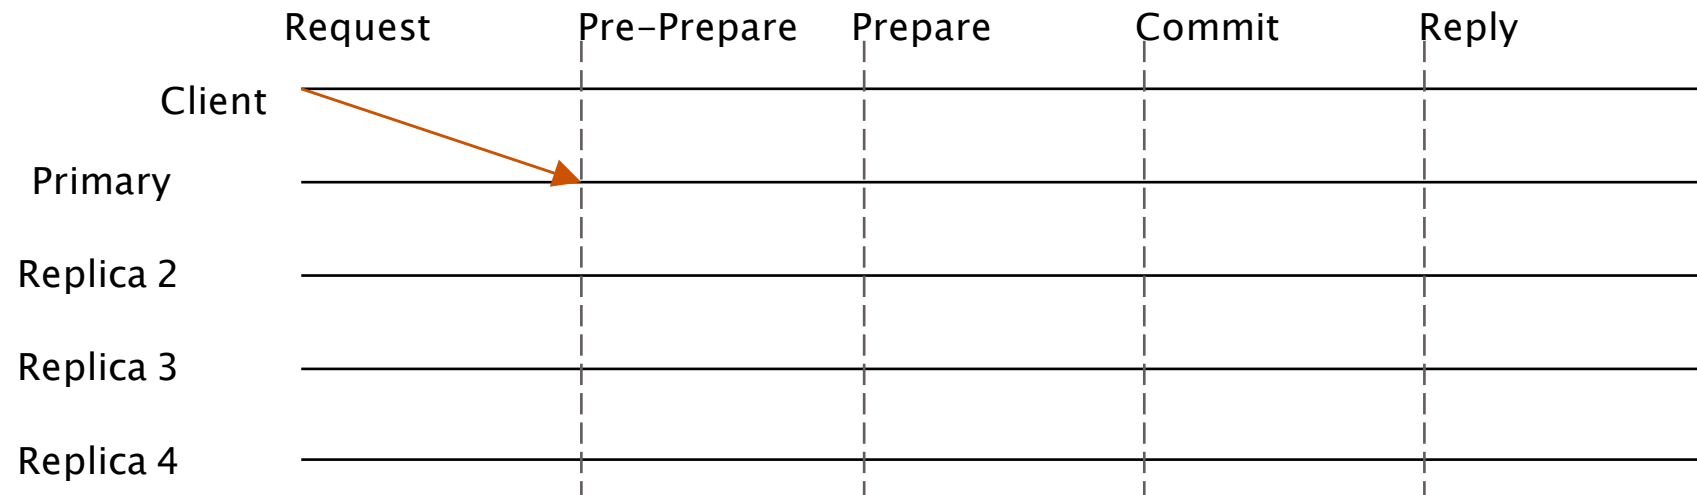 Request Pre-Prepare Prepare Commit Reply
Client
Primary
Replica 2
Replica 3
Replica 4